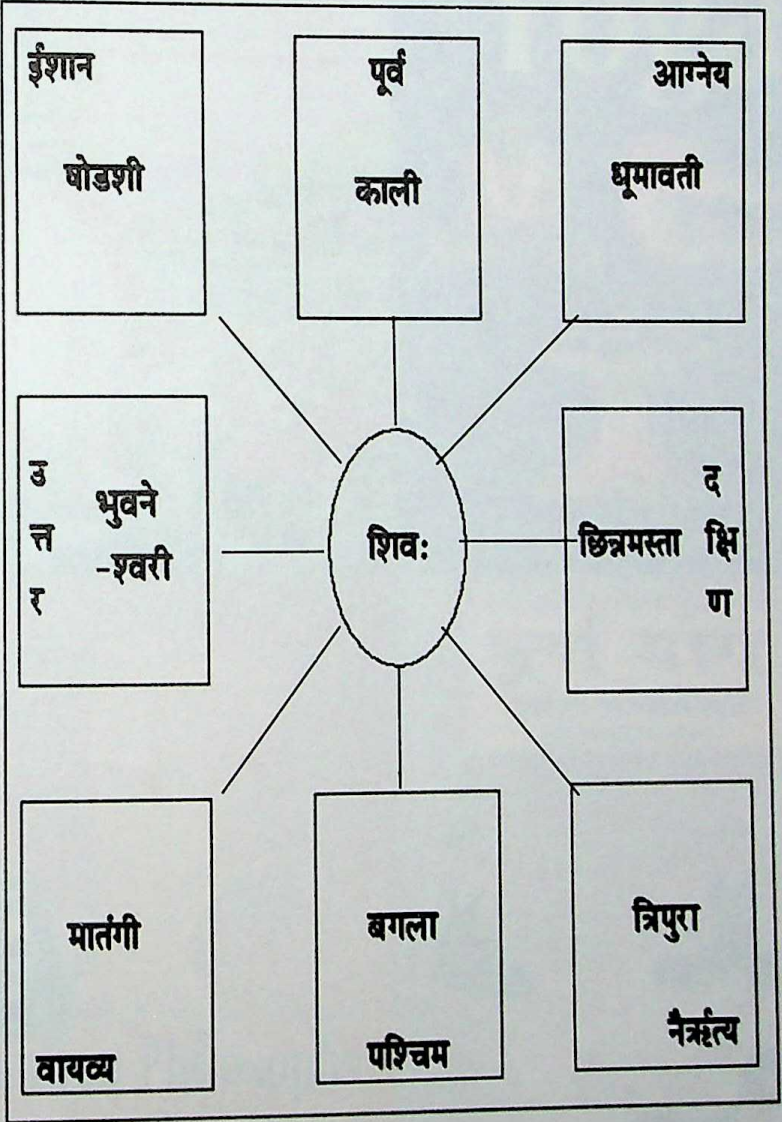 ईशान
षोडशी
पूर्व
काली
आग्नेय
धूमावती
उ
त्त
र
भुवने
-श्वरी
शिवः
छिन्नमस्ता
द
क्षि
ण
मातंगी
वायव्य
बगला
पश्चिम
त्रिपुरा
नैर्ऋत्य